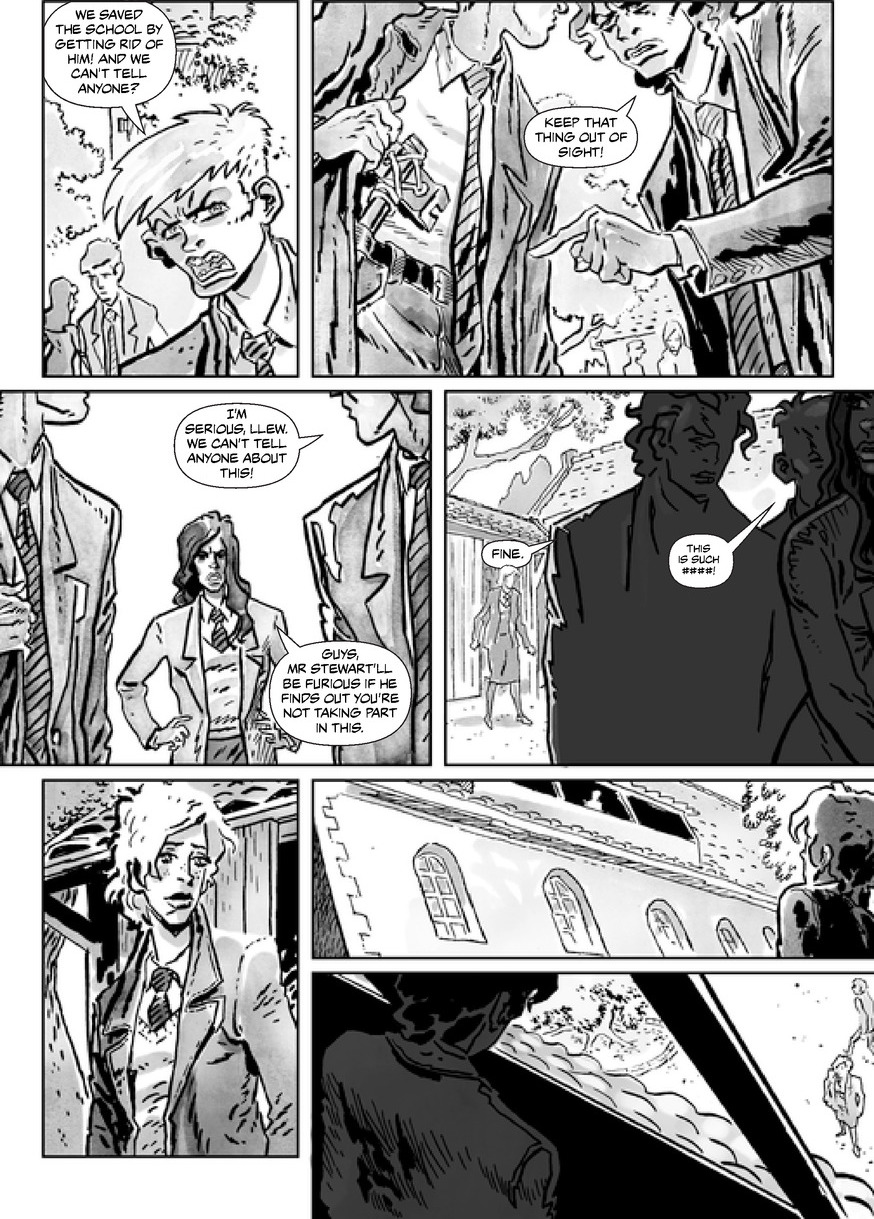 WE SAVED
THE SCHOOL BY
GETTING RID OF
HIM! AND WE
CAN'T TELL
ANYONE?
KEEP THAT
THING OUT OF
SIGHT!
I'M
SERIOUS, LLEW.
WE CAN'T TELL
ANYONE ABOUT
THIS!
GUYS,
MR STEWART'LL
BE FURIOUS IF HE
FINDS OUT YOU'RE
NOT TAKING PART
IN THIS.
FINE.
THIS
IS SUCH
####!